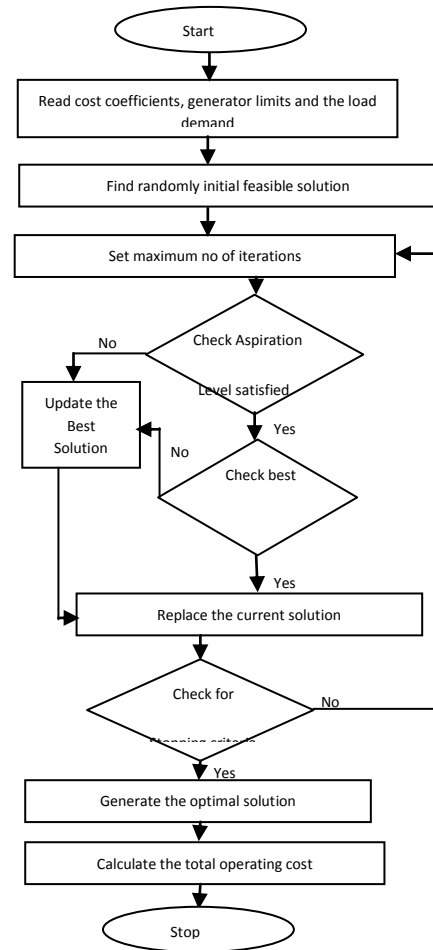 Start
Read cost coefficients, generator limits and the load
demand
Find randomly initial feasible solution
Set maximum no of iterations
Check Aspiration
Level satisfied
No
Yes
Update the
Best
Solution
No
Check best
Yes
Replace the current solution
Check for
Stopping criteria
No
Yes
Generate the optimal solution
Calculate the total operating cost
Stop